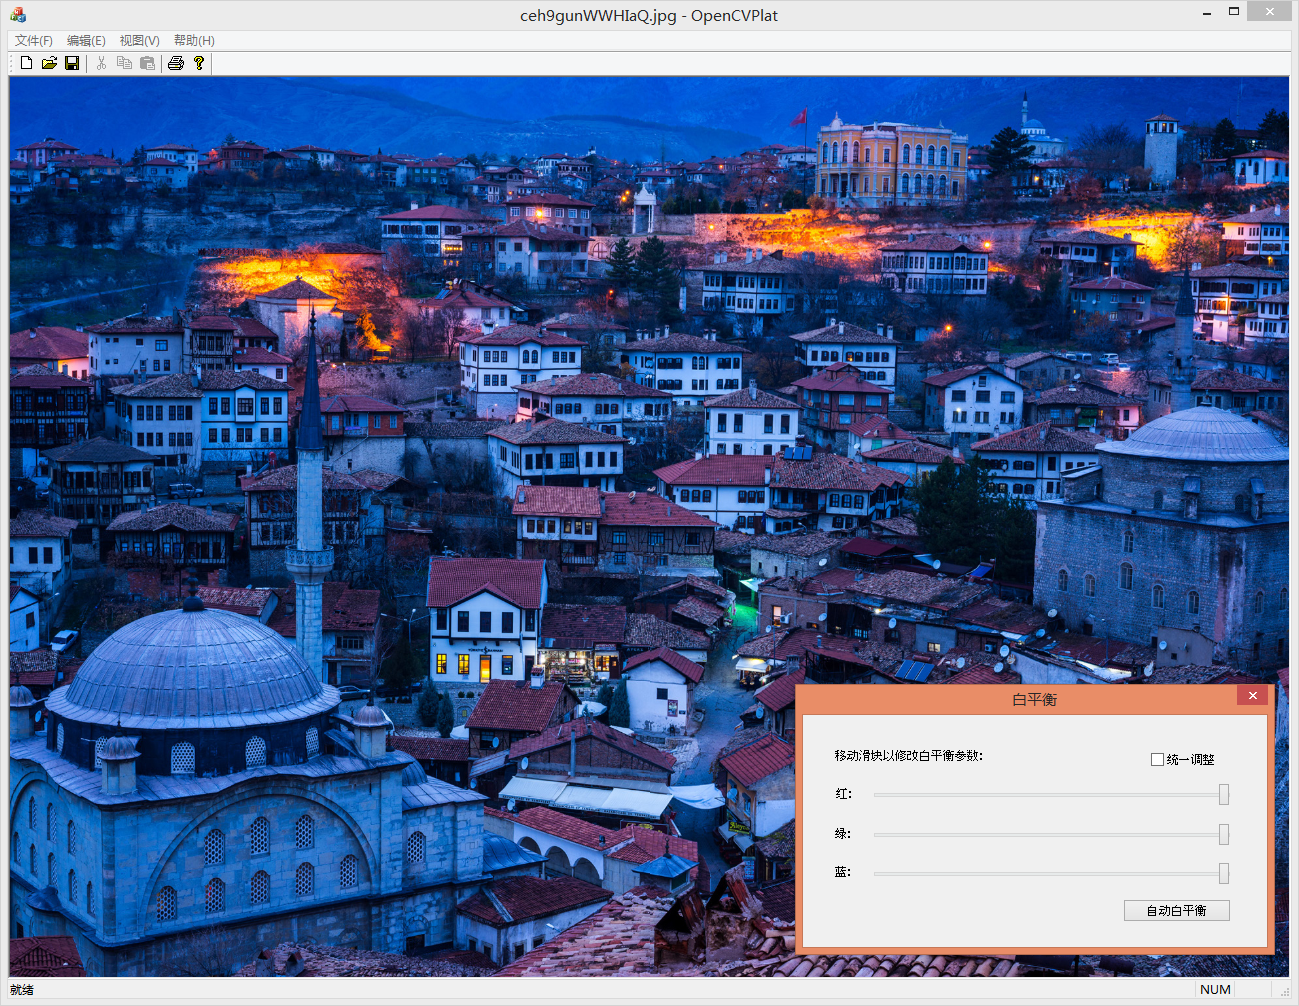 ceh9gunWWHIaQ.jpg - OpenCVPlat
文件(F) 编辑(E) 视图(V) 帮助(H)
白平衡
移动滑块以修改白平衡参数:
统一调整
红:
绿:
蓝:
自动白平衡
就绪
NUM